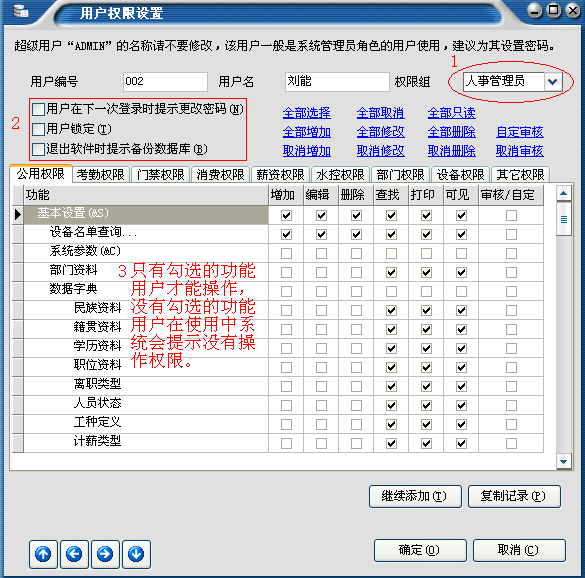 用户权限设置
超级用户“ADMIN”的名称请不要修改，该用户一般是系统管理员角色的用户使用，建议为其设置密码。
1
用户编号 002 用户名 刘能 权限组 人事管理员
2
用户在下一次登录时提示更改密码(N)
用户锁定(T)
退出软件时提示备份数据库(B)
全部选择 全部取消 全部只读
全部增加 全部修改 全部删除 自定审核
取消增加 取消修改 取消删除 取消审核
公用权限 考勤权限 门禁权限 消费权限 薪资权限 水控权限 部门权限 设备权限 其它权限
功能 增加 编辑 删除 查找 打印 可见 审核/自定
基本设置(&S)
设备名单查询...
系统参数(&C)
部门资料
数据字典
民族资料
籍贯资料
学历资料
职位资料
离职类型
人员状态
工种定义
计薪类型
3 只有勾选的功能
用户才能操作，
没有勾选的功能
用户在使用中系
统会提示没有操
作权限。
继续添加(I) 复制记录(P)
确定(O) 取消(C)